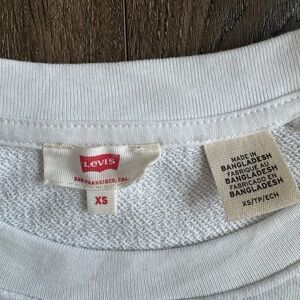 Levi's
SAN FRANCISCO, CAL.
XS
MADE IN
BANGLADESH
FABRIQUÉ AU
BANGLADESH
FABRICADO EN
BANGLADESH
XS/TP/ECH